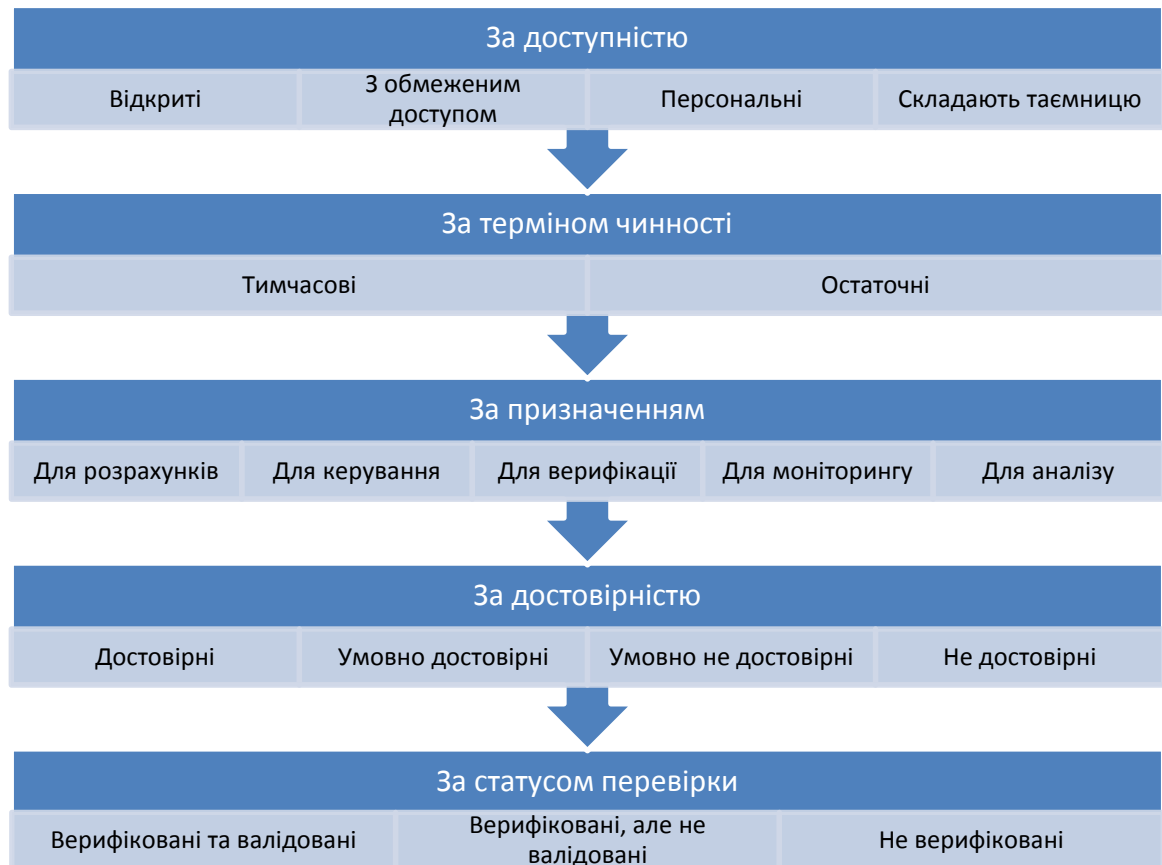 За доступністю
Відкриті
З обмеженим
доступом
Персональні
Складають таємницю
За терміном чинності
Тимчасові
Остаточні
За призначенням
Для розрахунків
Для керування
Для верифікації
Для моніторингу
Для аналізу
За достовірністю
Достовірні
Умовно достовірні
Умовно не достовірні
Не достовірні
За статусом перевірки
Верифіковані та валідовані
Верифіковані, але не
валідовані
Не верифіковані